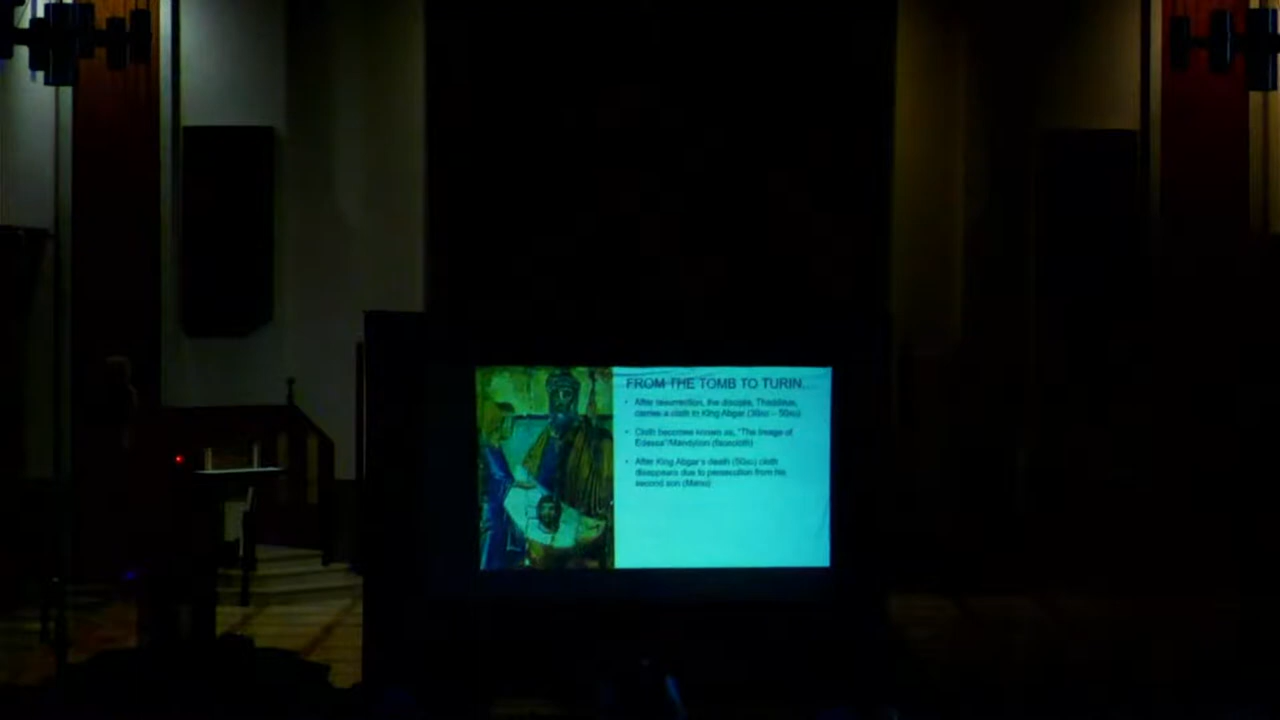 FROM THE TOMB TO TURIN...
• After resurrection, the disciple, Thaddeus,
carries a cloth to King Abgar (30AD – 50AD)
• Cloth becomes known as, "The Image of
Edessa"/Mandylion (facecloth)
• After King Abgar's death (50AD) cloth
disappears due to persecution from his
second son (Manu)